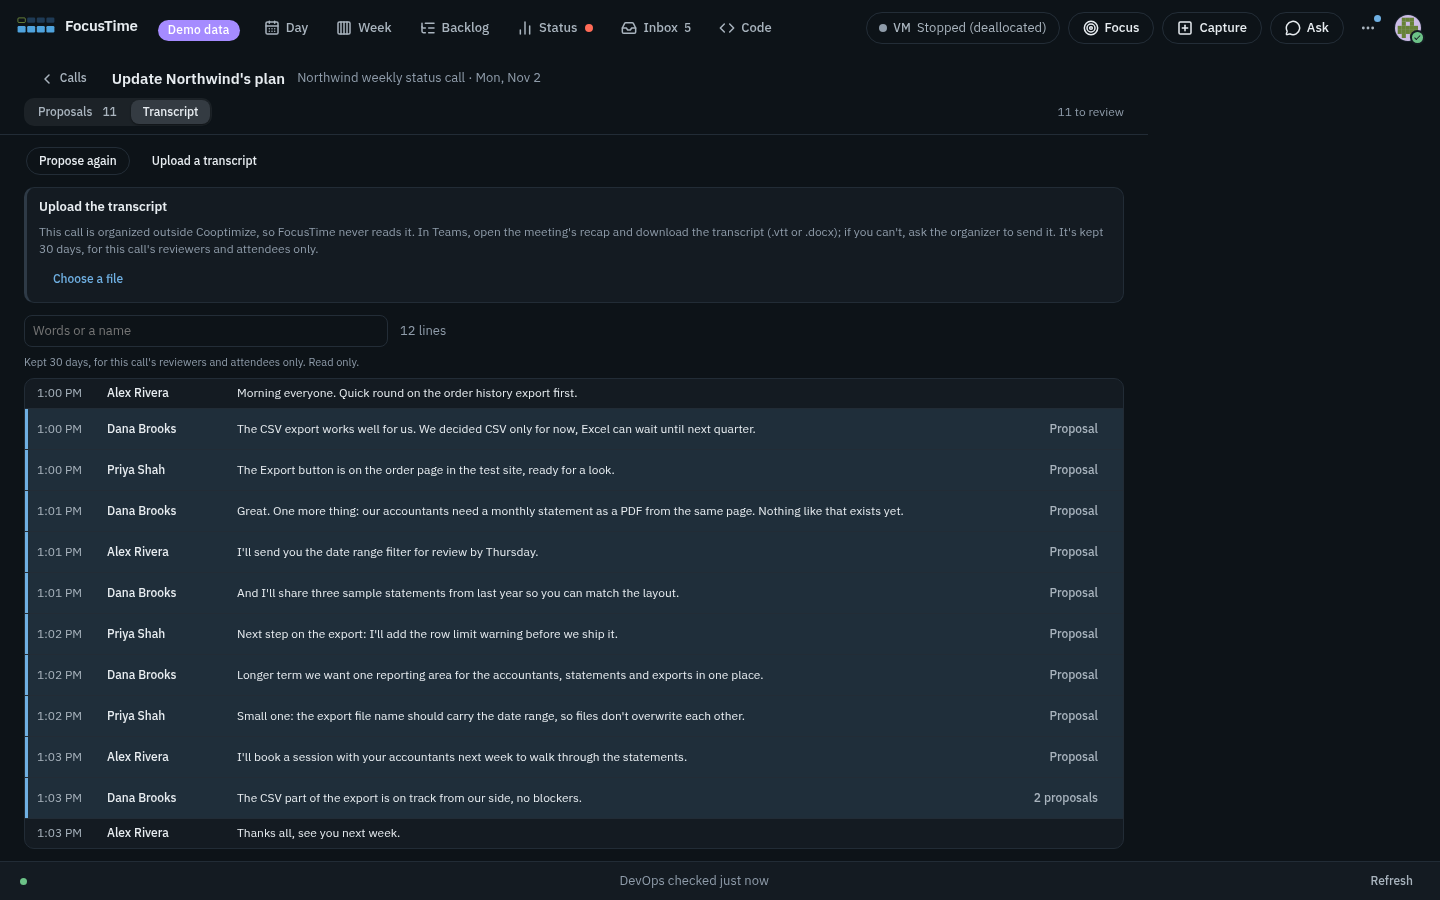 FocusTime
Demo data
Day
Week
Backlog
Status
Inbox 5
Code
VM Stopped (deallocated)
Focus
Capture
Ask
Calls
Update Northwind's plan
Northwind weekly status call · Mon, Nov 2
Proposals 11
Transcript
11 to review
Propose again
Upload a transcript
Upload the transcript
This call is organized outside Cooptimize, so FocusTime never reads it. In Teams, open the meeting's recap and download the transcript (.vtt or .docx); if you can't, ask the organizer to send it. It's kept
30 days, for this call's reviewers and attendees only.
Choose a file
Words or a name
12 lines
Kept 30 days, for this call's reviewers and attendees only. Read only.
1:00 PM Alex Rivera Morning everyone. Quick round on the order history export first.
1:00 PM Dana Brooks The CSV export works well for us. We decided CSV only for now, Excel can wait until next quarter. Proposal
1:00 PM Priya Shah The Export button is on the order page in the test site, ready for a look. Proposal
1:01 PM Dana Brooks Great. One more thing: our accountants need a monthly statement as a PDF from the same page. Nothing like that exists yet. Proposal
1:01 PM Alex Rivera I'll send you the date range filter for review by Thursday. Proposal
1:01 PM Dana Brooks And I'll share three sample statements from last year so you can match the layout. Proposal
1:02 PM Priya Shah Next step on the export: I'll add the row limit warning before we ship it. Proposal
1:02 PM Dana Brooks Longer term we want one reporting area for the accountants, statements and exports in one place. Proposal
1:02 PM Priya Shah Small one: the export file name should carry the date range, so files don't overwrite each other. Proposal
1:03 PM Alex Rivera I'll book a session with your accountants next week to walk through the statements. Proposal
1:03 PM Dana Brooks The CSV part of the export is on track from our side, no blockers. 2 proposals
1:03 PM Alex Rivera Thanks all, see you next week.
DevOps checked just now
Refresh